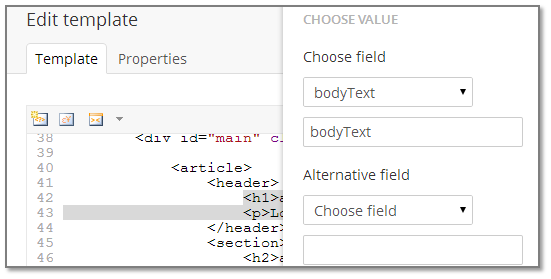 Edit template
Template
Properties
38 <div id="main" c
39
40 <article>
41 <header>
42 <h1>a
43 <p>Lo
44 </header>
45 <section>
46 <h2>a
CHOOSE VALUE
Choose field
bodyText
bodyText
Alternative field
Choose field